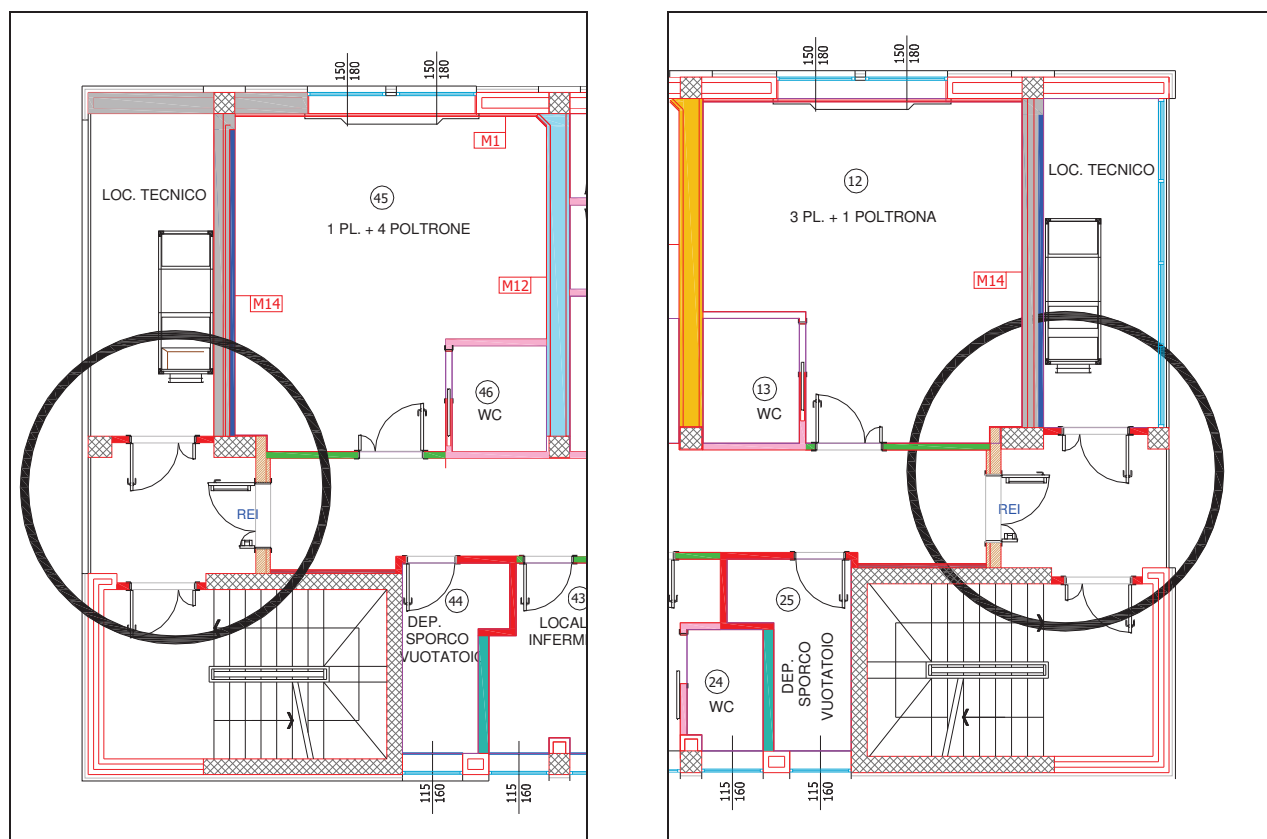 150
180
150
180
M1
LOC. TECNICO
45
1 PL. + 4 POLTRONE
M12
M14
46
WC
REI
44
DEP.
SPORCO
VUOTATOIO
43
LOCAL
INFERMI
115
160
115
160
150
180
150
180
12
LOC. TECNICO
3 PL. + 1 POLTRONA
M14
13
WC
REI
25
DEP.
SPORCO
VUOTATOIO
24
WC
115
160
115
160